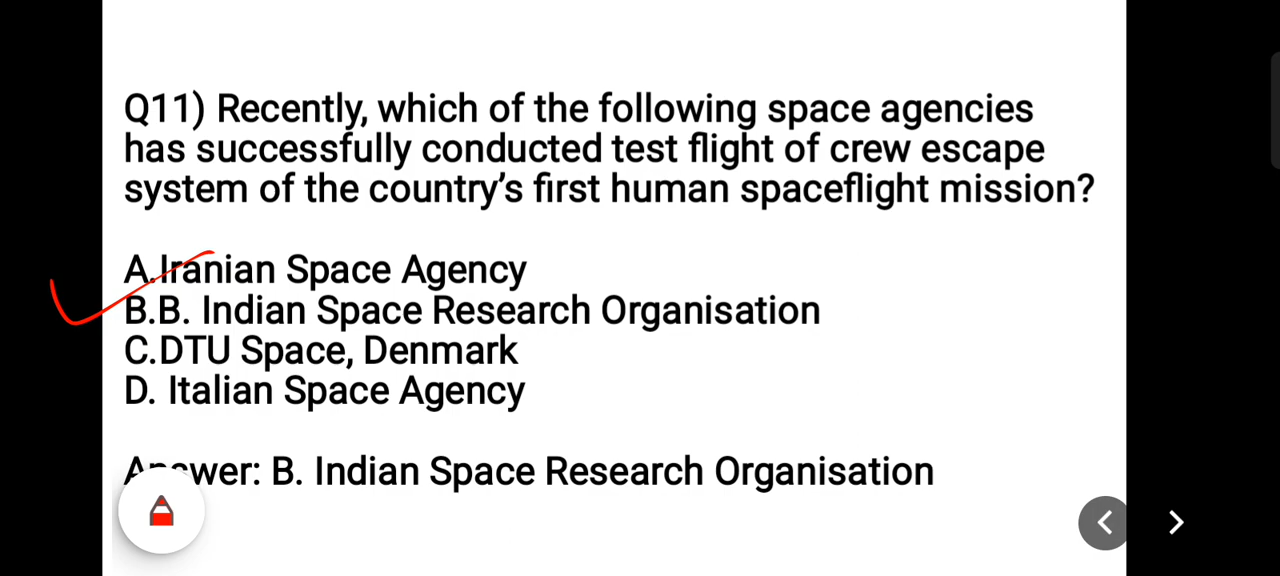 Q11) Recently, which of the following space agencies
has successfully conducted test flight of crew escape
system of the country's first human spaceflight mission?
A.Iranian Space Agency
B.B. Indian Space Research Organisation
C.DTU Space, Denmark
D. Italian Space Agency
Answer: B. Indian Space Research Organisation